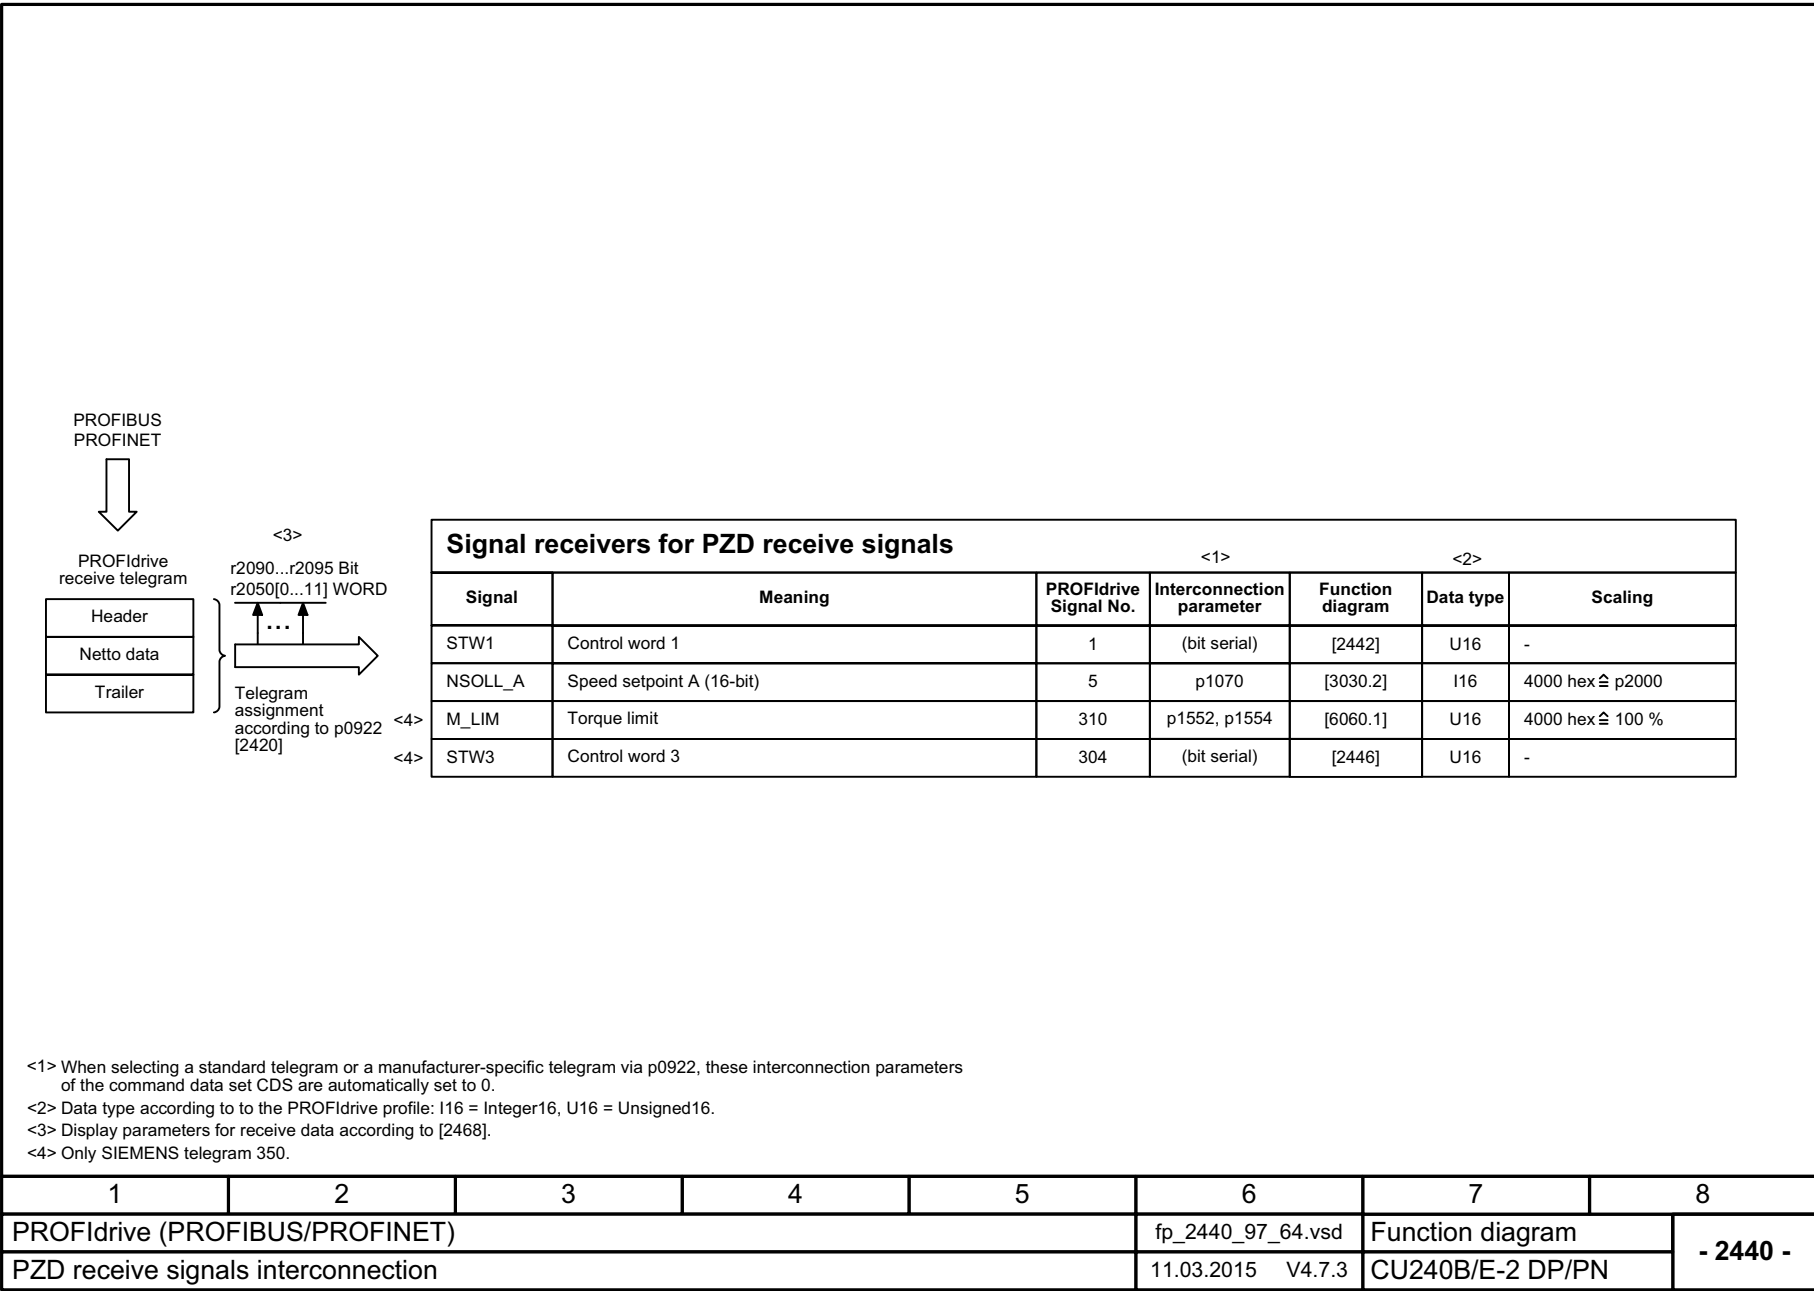 PROFIBUS
PROFINET
PROFIdrive
receive telegram
Header
Netto data
Trailer
<3>
r2090...r2095 Bit
r2050[0...11] WORD
...
Telegram
assignment
according to p0922
[2420]
Signal receivers for PZD receive signals <1> <2>
Signal Meaning PROFIdrive Signal No. Interconnection parameter Function diagram Data type Scaling
STW1 Control word 1 1 (bit serial) [2442] U16 -
NSOLL_A Speed setpoint A (16-bit) 5 p1070 [3030.2] I16 4000 hex ≙ p2000
<4> M_LIM Torque limit 310 p1552, p1554 [6060.1] U16 4000 hex ≙ 100 %
<4> STW3 Control word 3 304 (bit serial) [2446] U16 -
<1> When selecting a standard telegram or a manufacturer-specific telegram via p0922, these interconnection parameters
of the command data set CDS are automatically set to 0.
<2> Data type according to to the PROFIdrive profile: I16 = Integer16, U16 = Unsigned16.
<3> Display parameters for receive data according to [2468].
<4> Only SIEMENS telegram 350.
1 2 3 4 5 6 7 8
PROFIdrive (PROFIBUS/PROFINET) fp_2440_97_64.vsd Function diagram
- 2440 -
PZD receive signals interconnection 11.03.2015 V4.7.3 CU240B/E-2 DP/PN